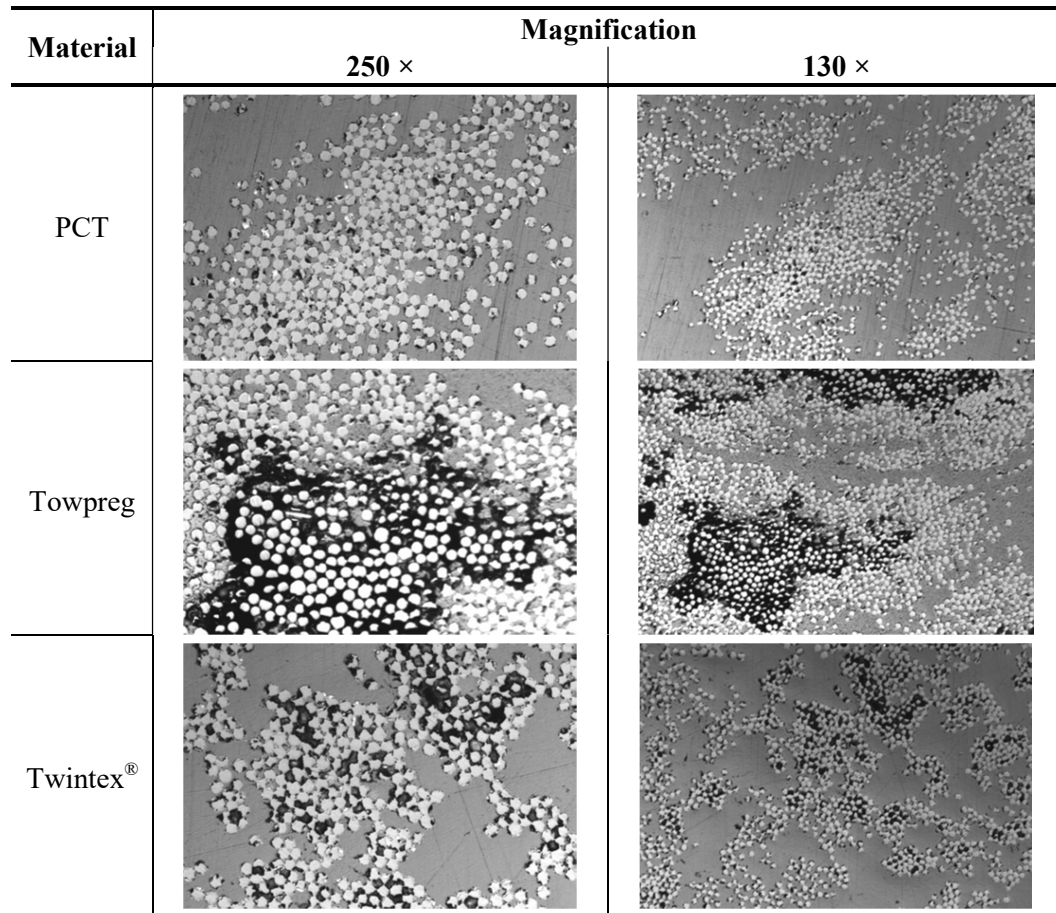 Material
Magnification
250 ×
130 ×
PCT
Towpreg
Twintex®